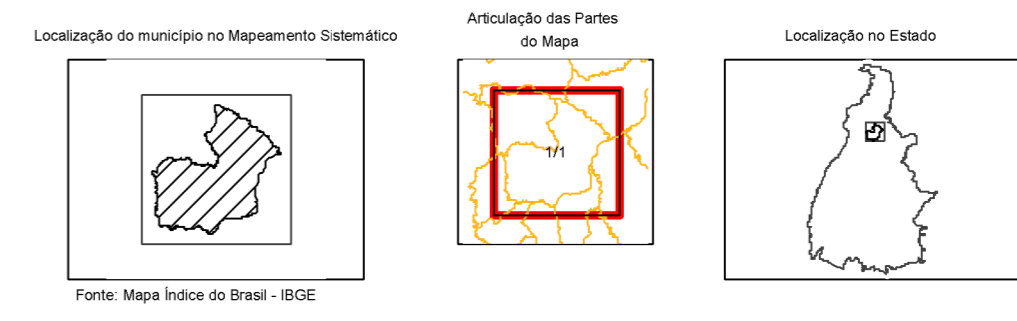 Localização do município no Mapeamento Sistemático
Fonte: Mapa Índice do Brasil - IBGE
Articulação das Partes
do Mapa
1/1
Localização no Estado